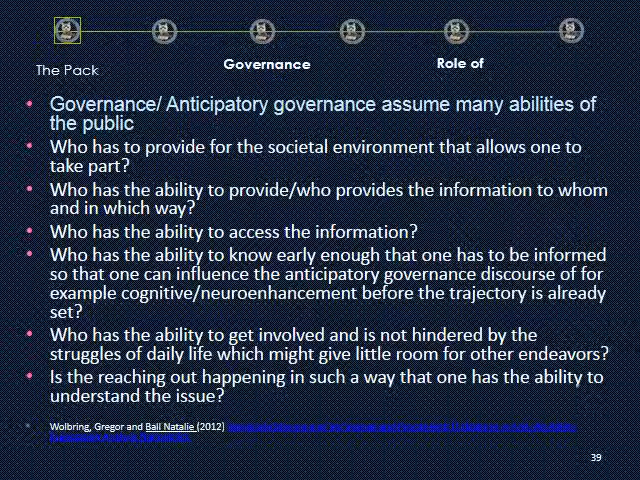 The Pack
Governance
Role of
Governance/ Anticipatory governance assume many abilities of
the public
Who has to provide for the societal environment that allows one to
take part?
Who has the ability to provide/who provides the information to whom
and in which way?
Who has the ability to access the information?
Who has the ability to know early enough that one has to be informed
so that one can influence the anticipatory governance discourse of for
example cognitive/neuroenhancement before the trajectory is already
set?
Who has the ability to get involved and is not hindered by the
struggles of daily life which might give little room for other endeavors?
Is the reaching out happening in such a way that one has the ability to
understand the issue?
Wolbring, Gregor and Ball Natalie (2012)
39